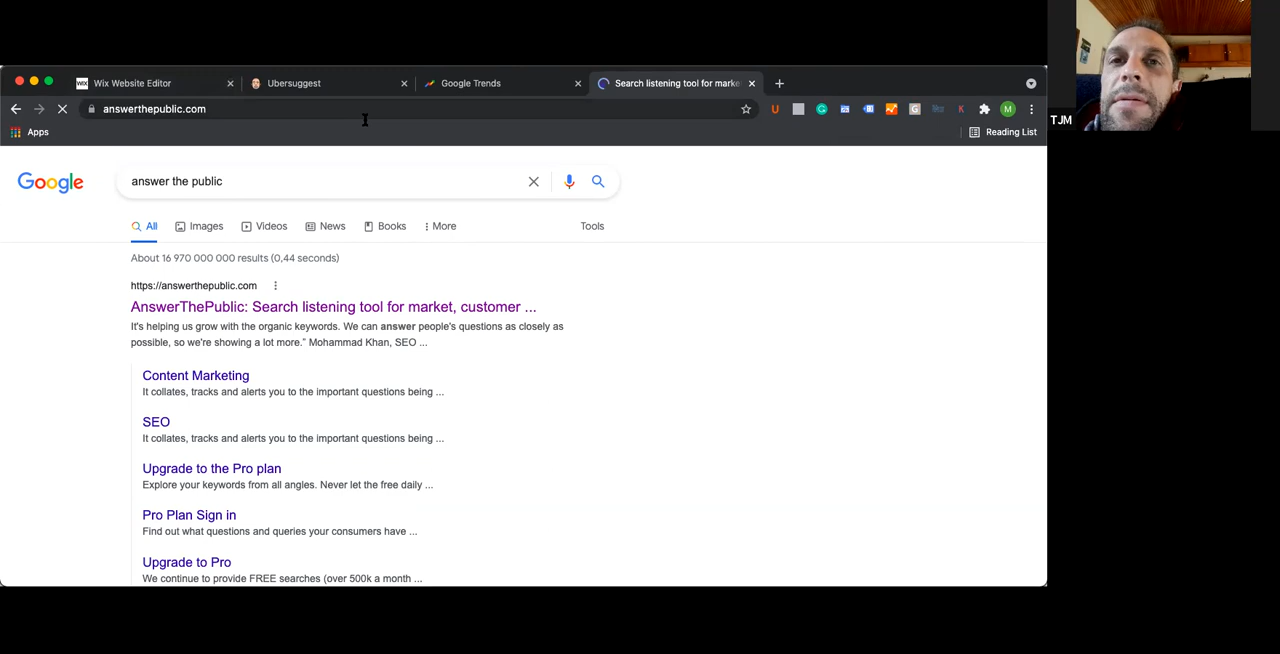 Wix Website Editor
Ubersuggest
Google Trends
Search listening tool for marke
answerthepublic.com
Apps
Reading List
TJM
Google
answer the public
All Images Videos News Books More Tools
About 16 970 000 000 results (0,44 seconds)
https://answerthepublic.com
AnswerThePublic: Search listening tool for market, customer ...
It's helping us grow with the organic keywords. We can answer people's questions as closely as
possible, so we're showing a lot more." Mohammad Khan, SEO ...
Content Marketing
It collates, tracks and alerts you to the important questions being ...
SEO
It collates, tracks and alerts you to the important questions being ...
Upgrade to the Pro plan
Explore your keywords from all angles. Never let the free daily ...
Pro Plan Sign in
Find out what questions and queries your consumers have ...
Upgrade to Pro
We continue to provide FREE searches (over 500k a month ...